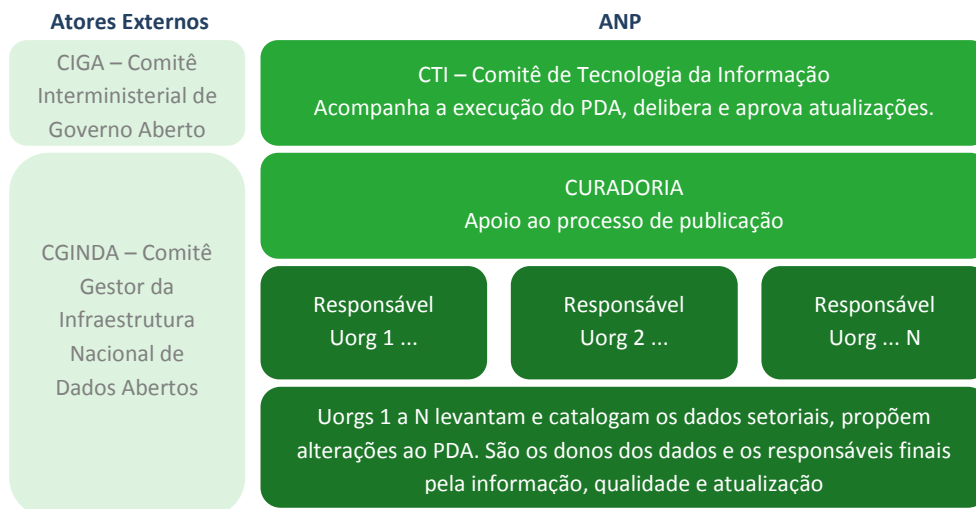 Atores Externos
CIGA – Comitê
Interministerial de
Governo Aberto
CGINDA – Comitê
Gestor da
Infraestrutura
Nacional de
Dados Abertos
ANP
CTI – Comitê de Tecnologia da Informação
Acompanha a execução do PDA, delibera e aprova atualizações.
CURADORIA
Apoio ao processo de publicação
Responsável
Uorg 1 ...
Responsável
Uorg 2 ...
Responsável
Uorg ... N
Uorgs 1 a N levantam e catalogam os dados setoriais, propõem
alterações ao PDA. São os donos dos dados e os responsáveis finais
pela informação, qualidade e atualização